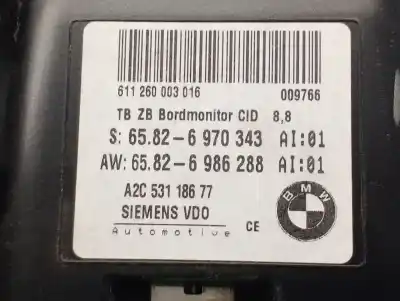 611 260 003 016 009766
TB ZB Bordmonitor CID 8,8
S: 65.82-6 970 343 AI:01
AW: 65.82-6 986 288 AI:01
A2C 531 186 77
SIEMENS VDO
Automotive CE
BMW